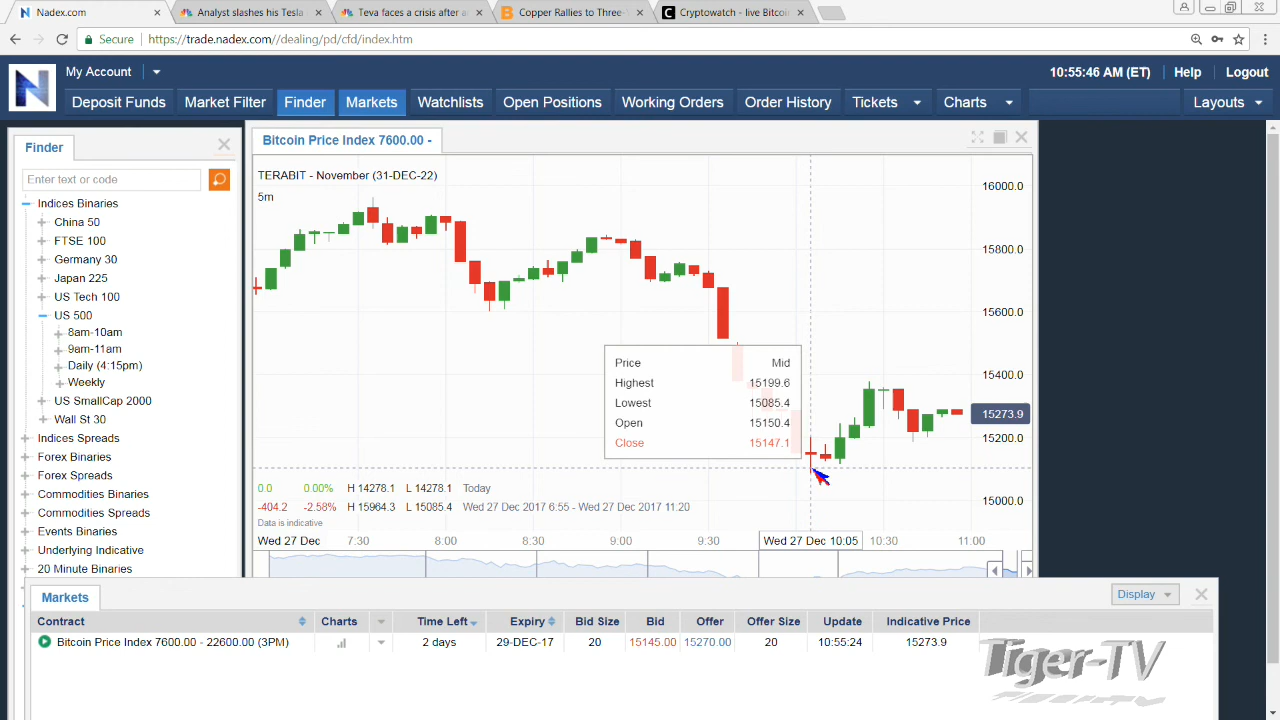 Nadex.com
Analyst slashes his Tesla
Teva faces a crisis after a
Copper Rallies to Three-
Cryptowatch - live Bitcoi
Secure https://trade.nadex.com//dealing/pd/cfd/index.htm
N My Account 10:55:46 AM (ET) Help Logout
Deposit Funds Market Filter Finder Markets Watchlists Open Positions Working Orders Order History Tickets Charts Layouts
Finder
Enter text or code
Indices Binaries
China 50
FTSE 100
Germany 30
Japan 225
US Tech 100
US 500
8am-10am
9am-11am
Daily (4:15pm)
Weekly
US SmallCap 2000
Wall St 30
Indices Spreads
Forex Binaries
Forex Spreads
Commodities Binaries
Commodities Spreads
Events Binaries
Underlying Indicative
20 Minute Binaries
Bitcoin Price Index 7600.00 -
TERABIT - November (31-DEC-22)
5m
16000.0
15800.0
15600.0
15400.0
15273.9
15200.0
15000.0
Price Mid
Highest 15199.6
Lowest 15085.4
Open 15150.4
Close 15147.1
0.0 0.00% H 14278.1 L 14278.1 Today
-404.2 -2.58% H 15964.3 L 15085.4 Wed 27 Dec 2017 6:55 - Wed 27 Dec 2017 11:20
Data is indicative
Wed 27 Dec 7:30 8:00 8:30 9:00 9:30 Wed 27 Dec 10:05 10:30 11:00
Markets
Display
Contract Charts Time Left Expiry Bid Size Bid Offer Offer Size Update Indicative Price
Bitcoin Price Index 7600.00 - 22600.00 (3PM) 2 days 29-DEC-17 20 15145.00 15270.00 20 10:55:24 15273.9
Tiger-TV